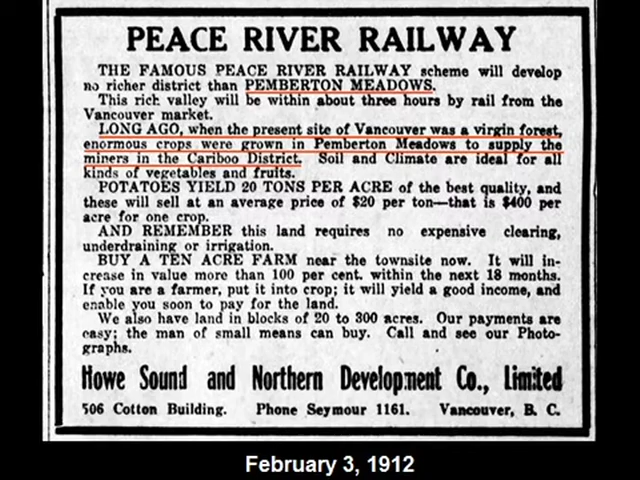 PEACE RIVER RAILWAY
THE FAMOUS PEACE RIVER RAILWAY scheme will develop
no richer district than PEMBERTON MEADOWS.
This rich valley will be within about three hours by rail from the
Vancouver market.
LONG AGO, when the present site of Vancouver was a virgin forest,
enormous crops were grown in Pemberton Meadows to supply the
miners in the Cariboo District. Soil and Climate are ideal for all
kinds of vegetables and fruits.
POTATOES YIELD 20 TONS PER ACRE of the best quality, and
these will sell at an average price of $20 per ton—that is $400 per
acre for one crop.
AND REMEMBER this land requires no expensive clearing,
underdraining or irrigation.
BUY A TEN ACRE FARM near the townsite now. It will in-
crease in value more than 100 per cent. within the next 18 months.
If you are a farmer, put it into crop; it will yield a good income, and
enable you soon to pay for the land.
We also have land in blocks of 20 to 300 acres. Our payments are
easy; the man of small means can buy. Call and see our Photo-
graphs.
Howe Sound and Northern Development Co., Limited
506 Cotton Building. Phone Seymour 1161. Vancouver, B. C.
February 3, 1912